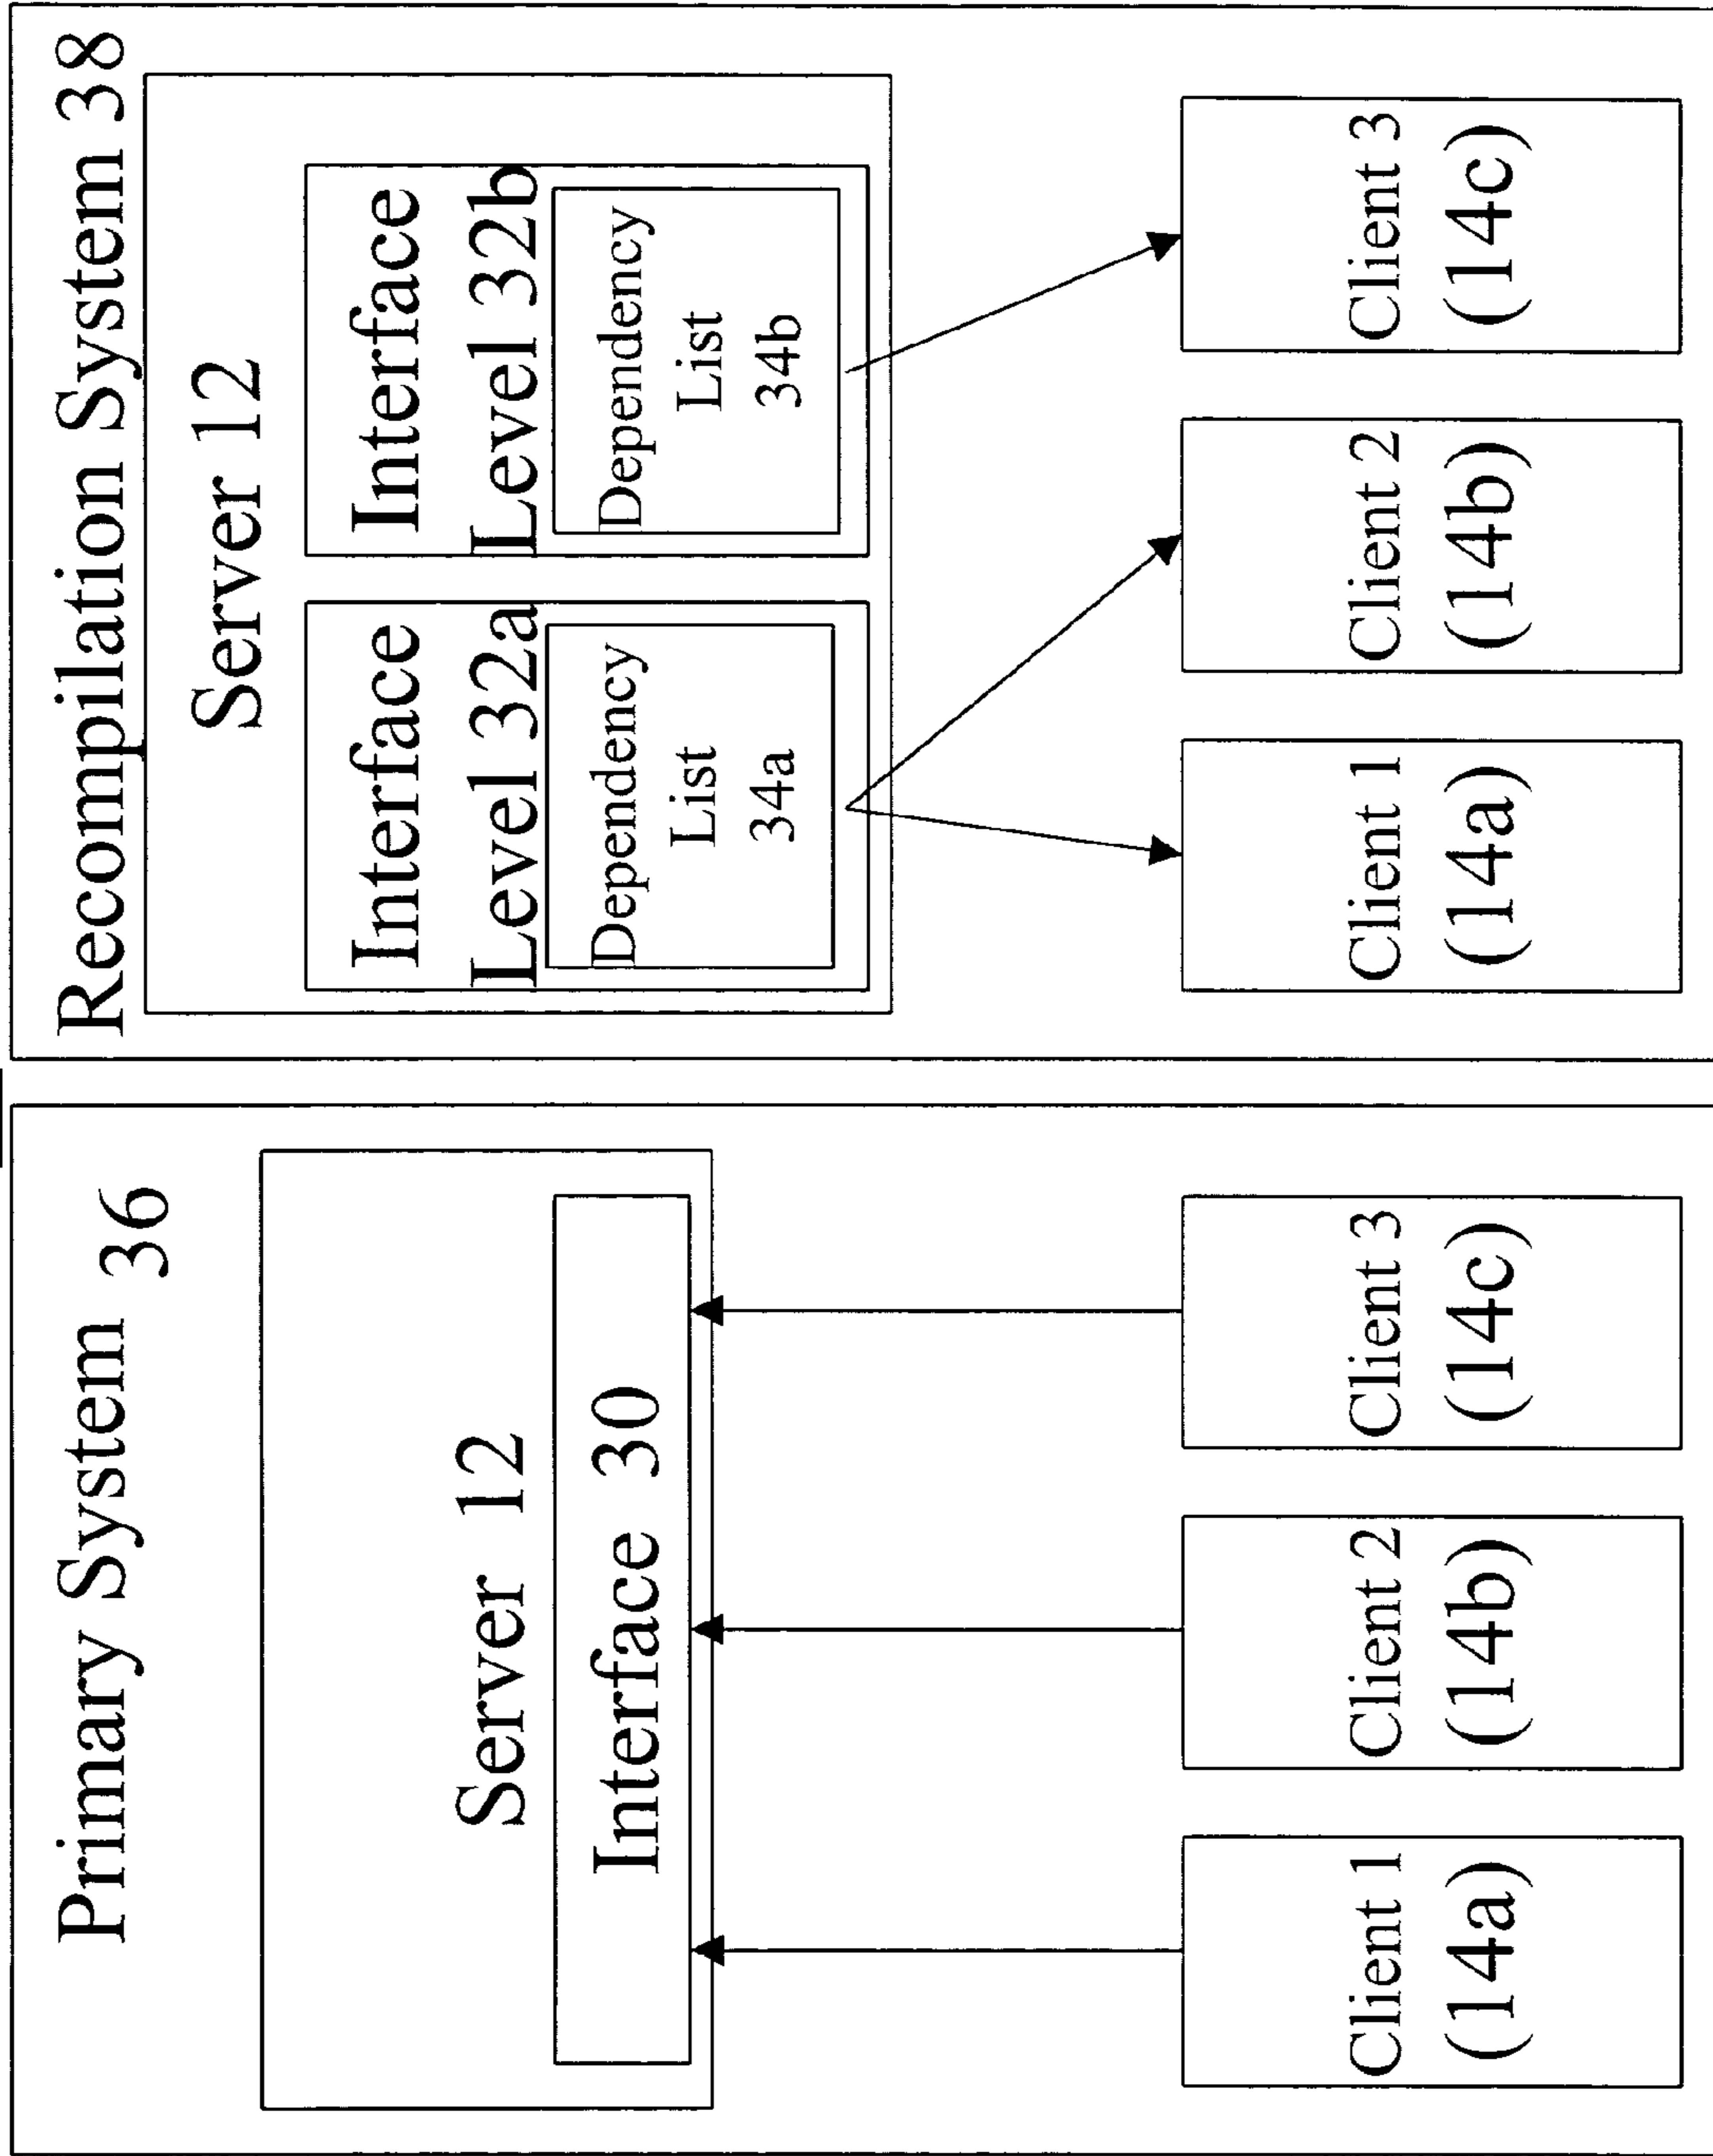 Primary System 36
Server 12
Interface 30
Client 1
(14a)
Client 2
(14b)
Client 3
(14c)
Recompilation System 38
Server 12
Interface
Level 32a
Dependency
List
34a
Interface
Level 32b
Dependency
List
34b
Client 1
(14a)
Client 2
(14b)
Client 3
(14c)